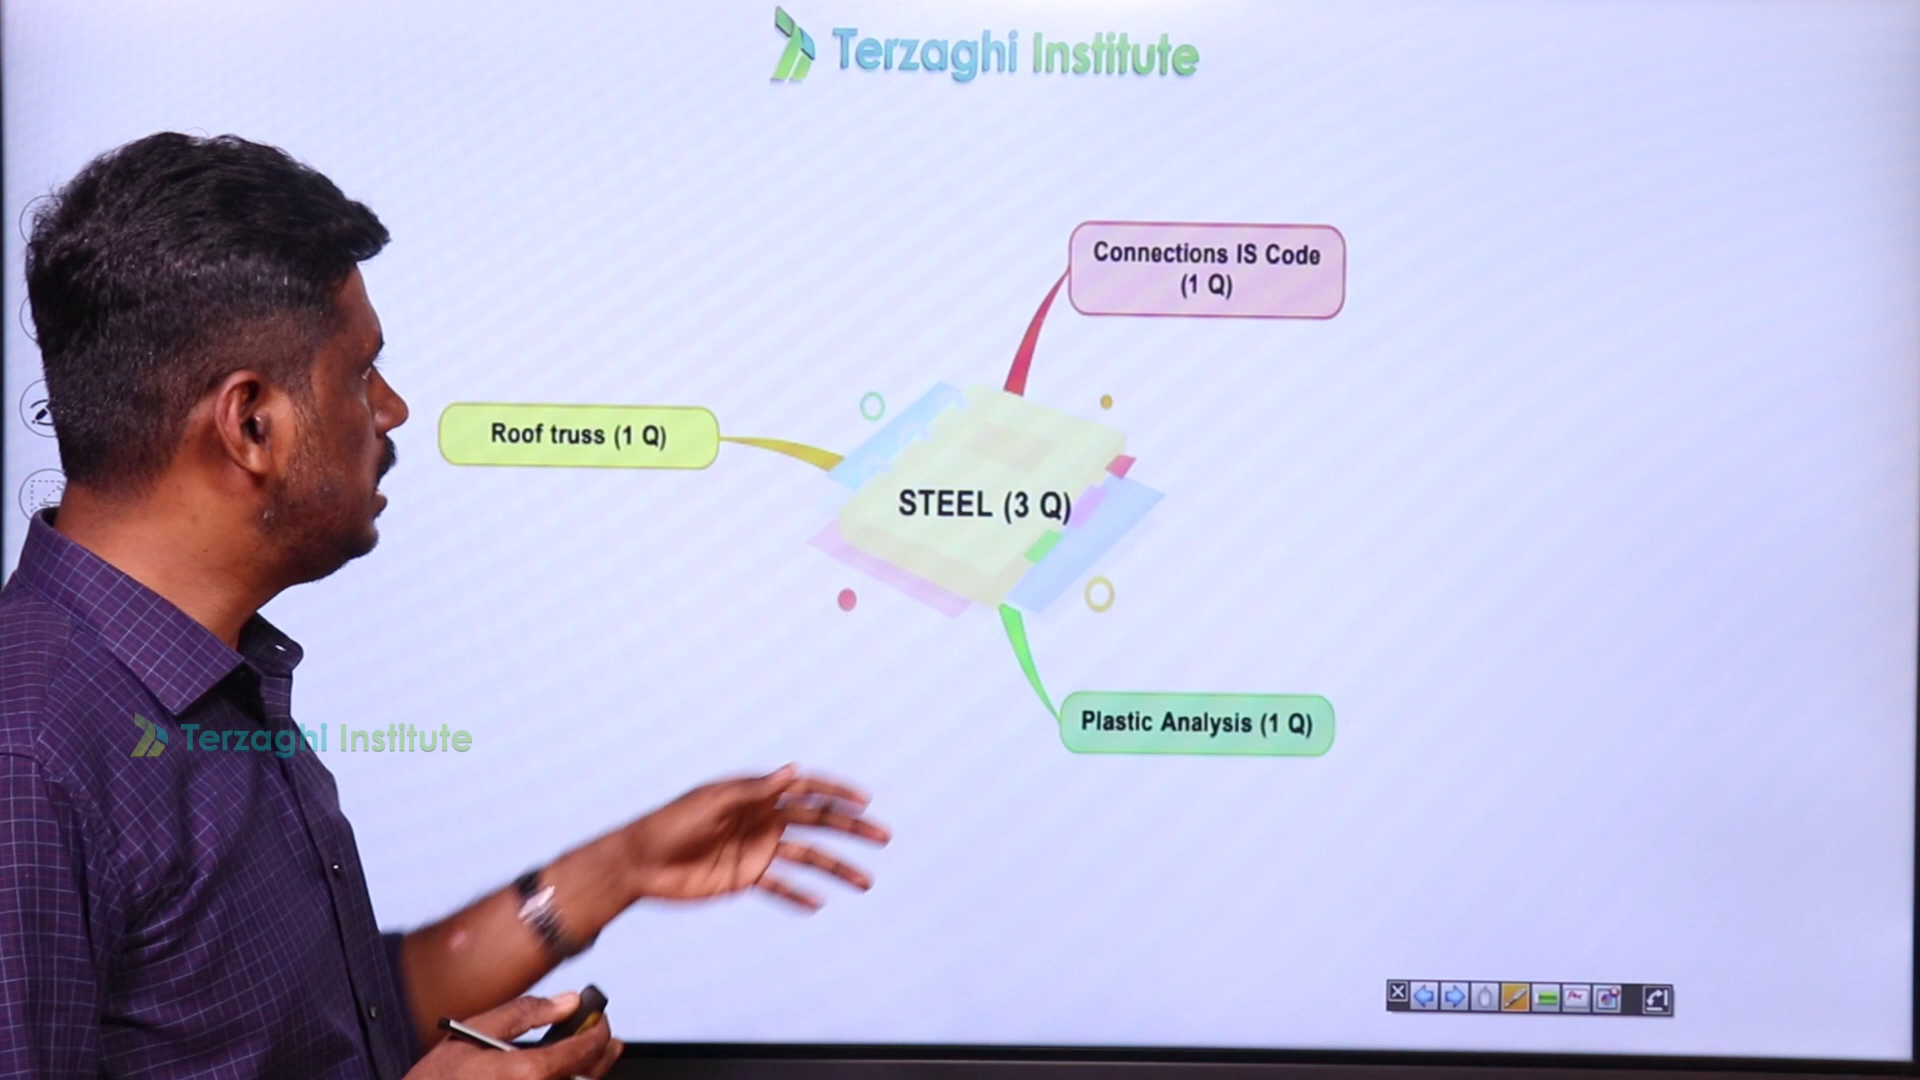 Terzaghi Institute
Connections IS Code
(1 Q)
Roof truss (1 Q)
STEEL (3 Q)
Plastic Analysis (1 Q)
Terzaghi Institute